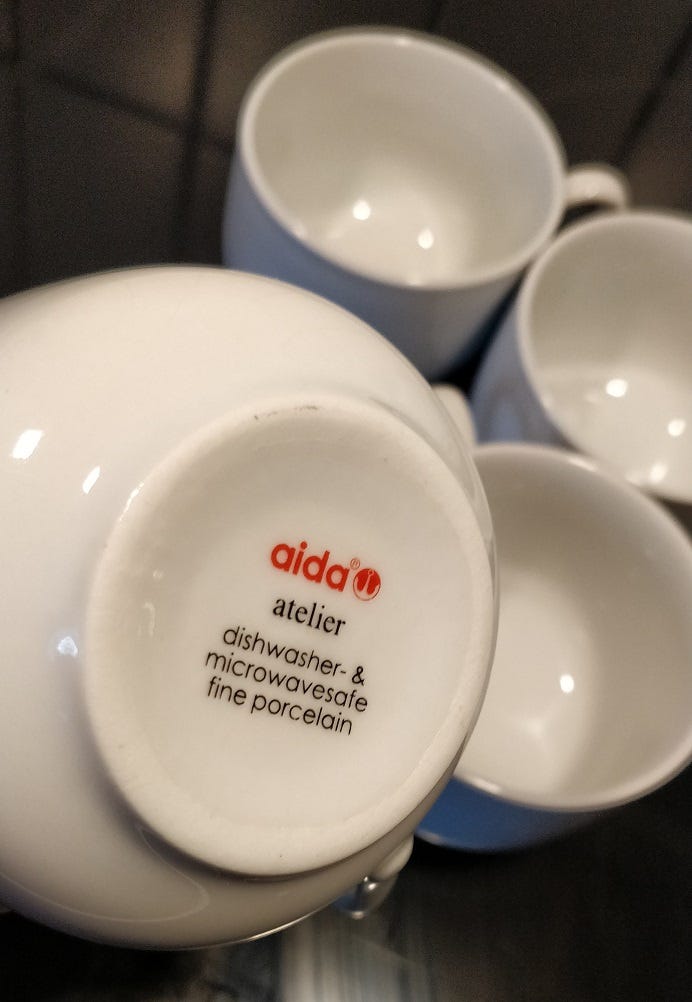 aida®
atelier
dishwasher- &
microwavesafe
fine porcelain